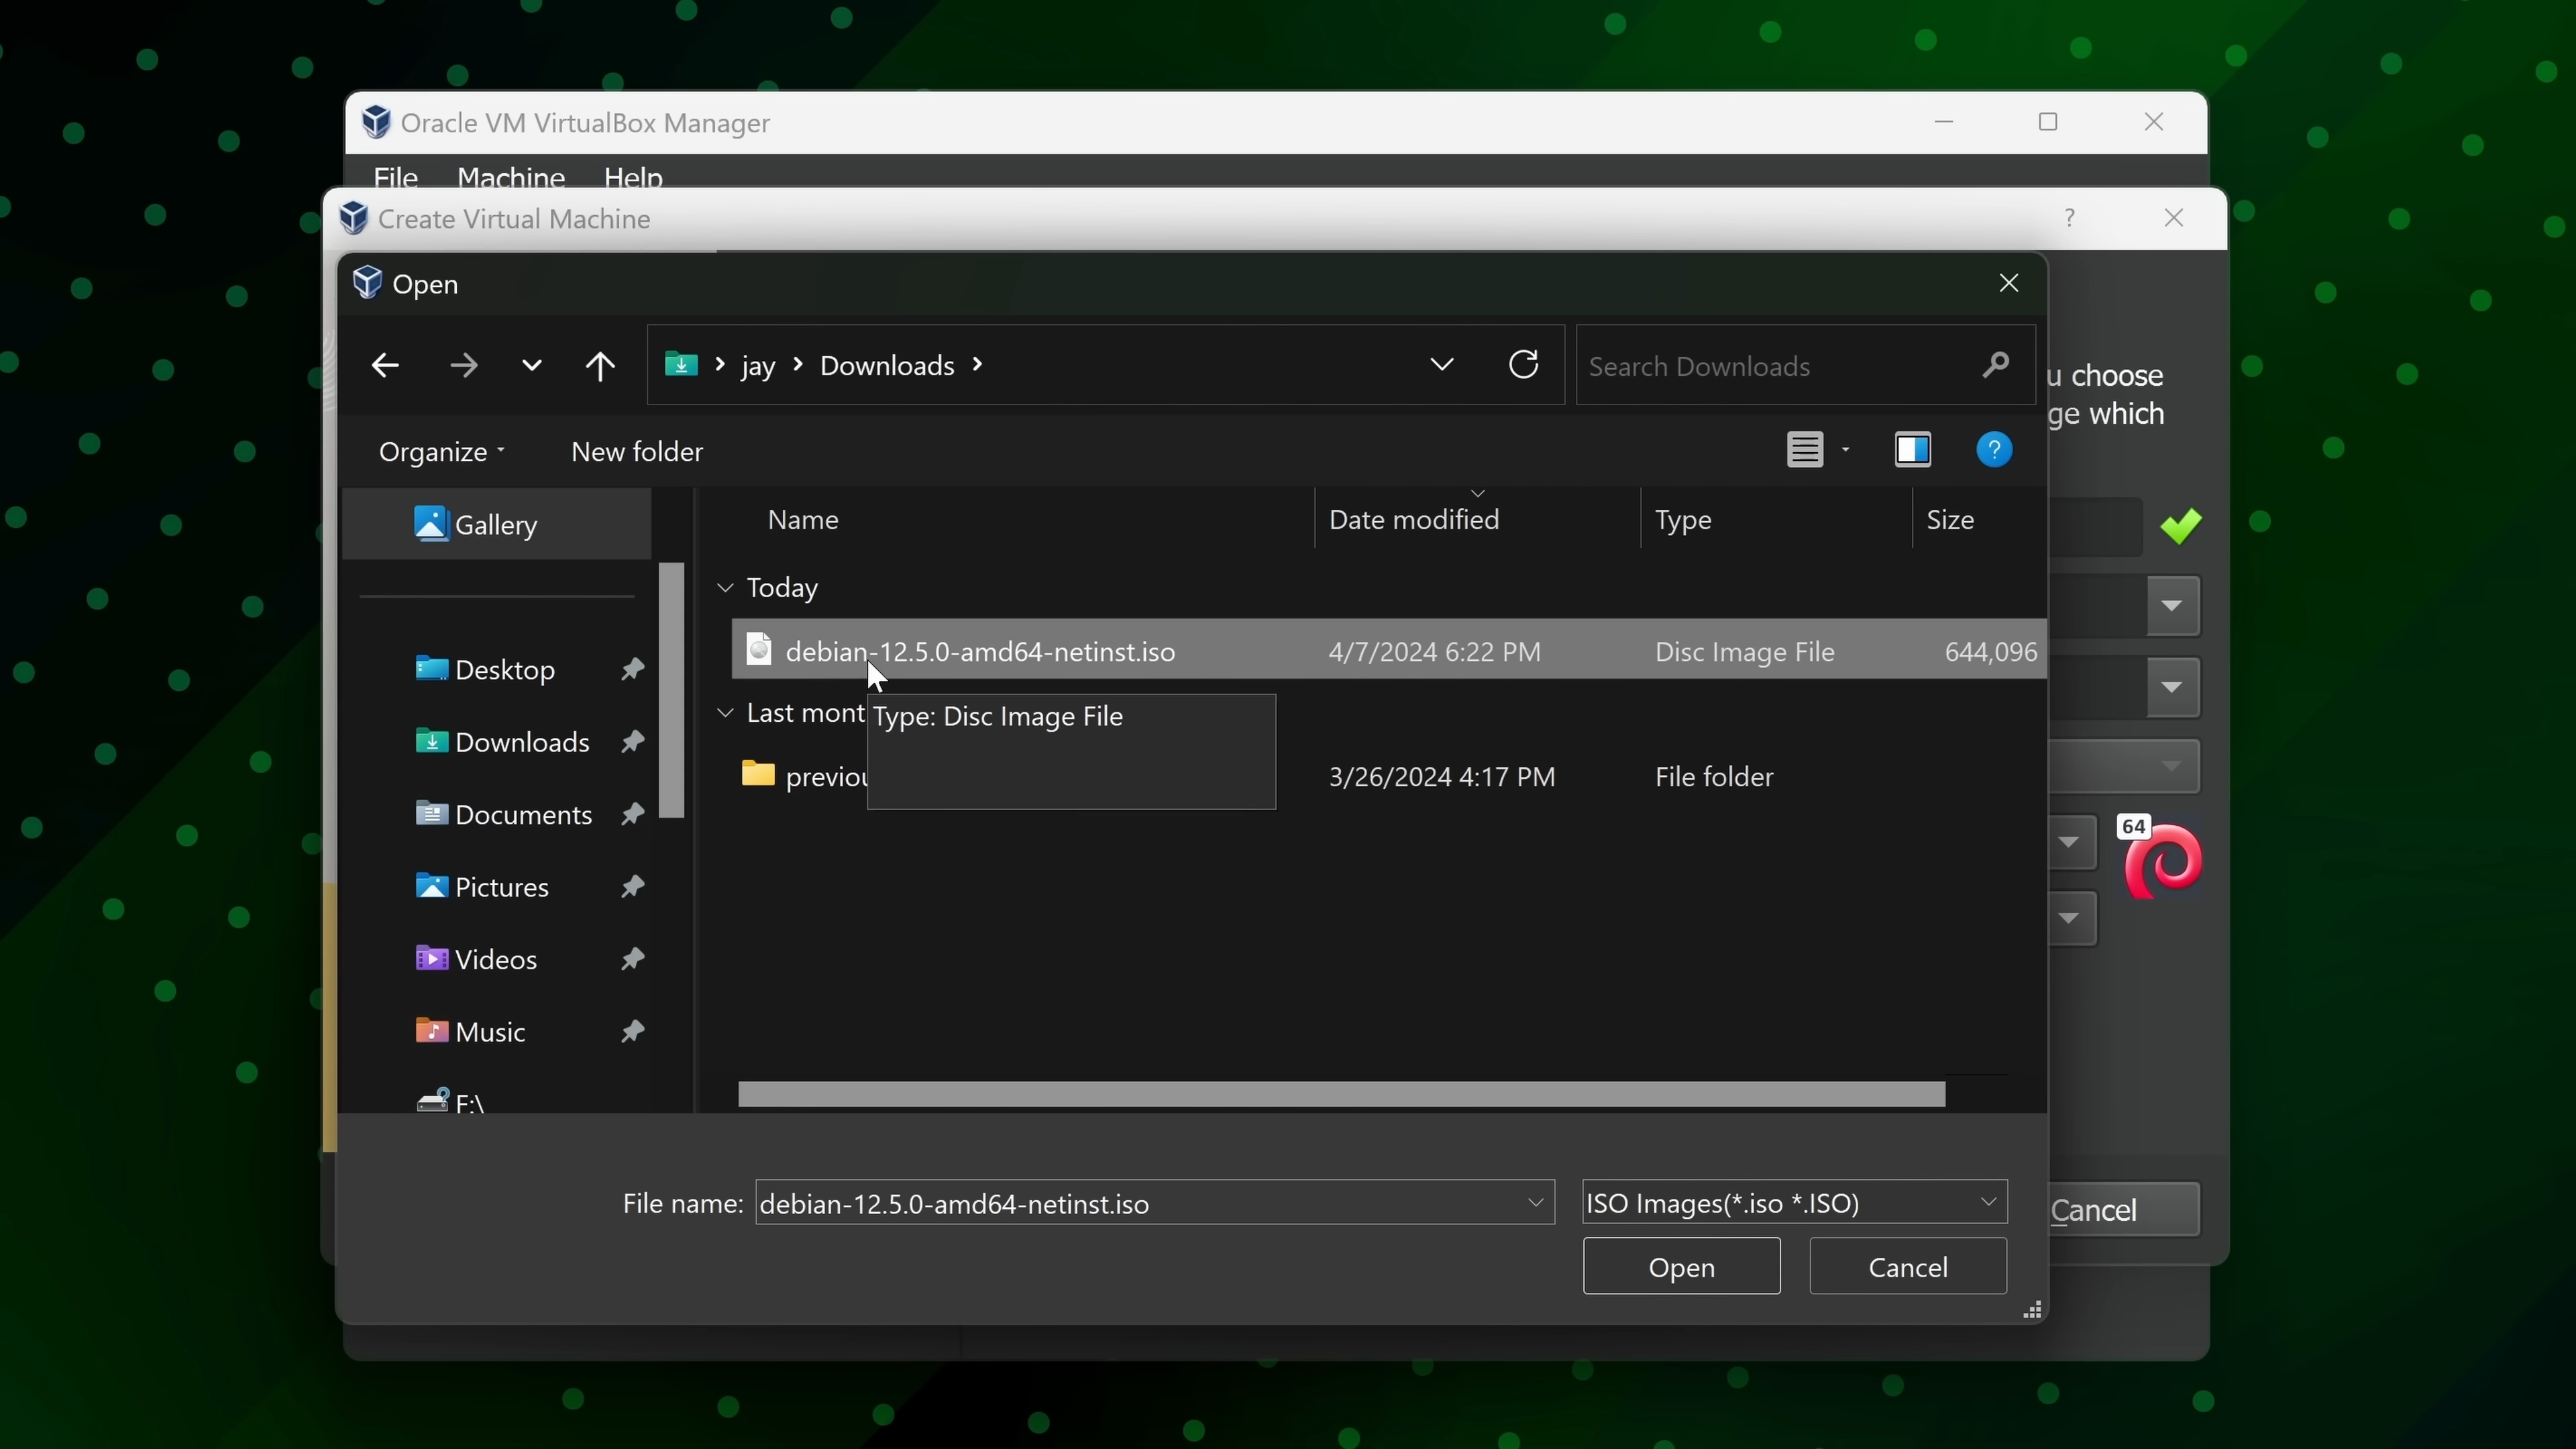 Oracle VM VirtualBox Manager
File Machine Help
Create Virtual Machine
?
Open
jay Downloads
Search Downloads
u choose
ge which
Organize New folder
?
Gallery
Name Date modified Type Size
Today
debian-12.5.0-amd64-netinst.iso 4/7/2024 6:22 PM Disc Image File 644,096
Desktop
Last mont
Type: Disc Image File
Downloads
previou 3/26/2024 4:17 PM File folder
Documents
64
Pictures
Videos
Music
F:\
File name: debian-12.5.0-amd64-netinst.iso ISO Images(*.iso *.ISO)
Cancel
Open Cancel